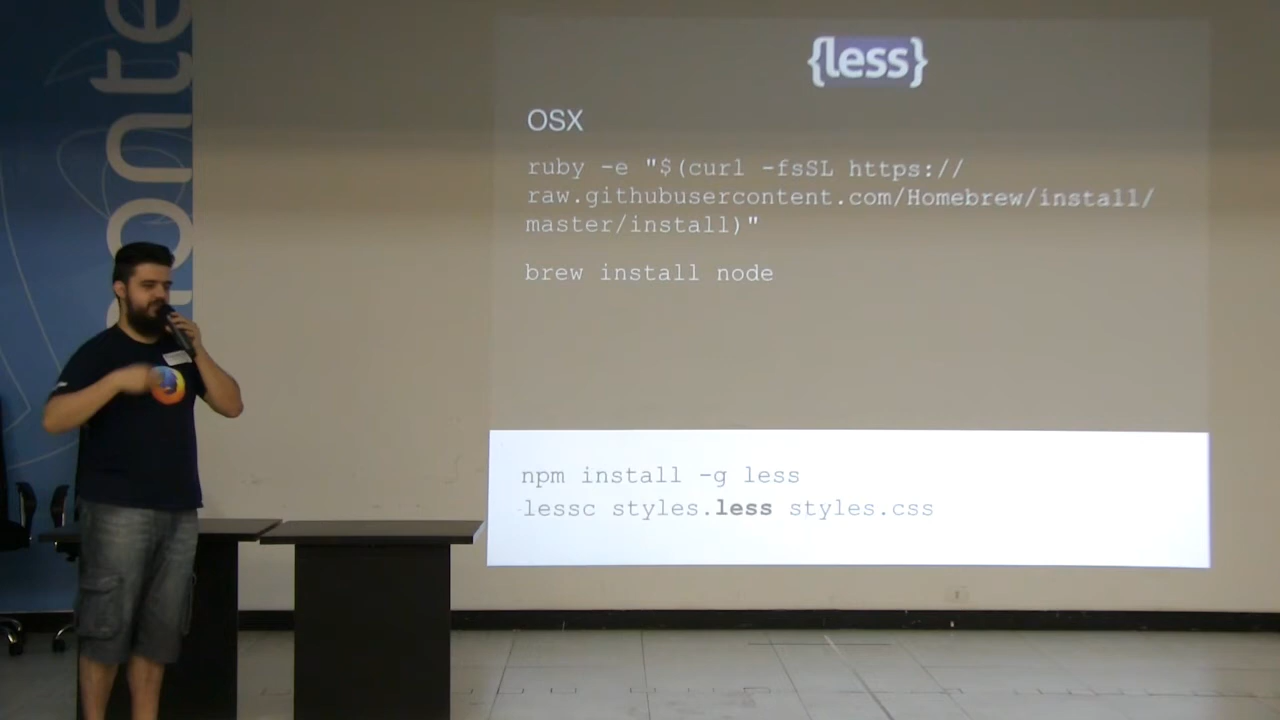 {less}
OSX
ruby -e "$(curl -fsSL https://
raw.githubusercontent.com/Homebrew/install/
master/install)"
brew install node
npm install -g less
lessc styles.less styles.css
onte